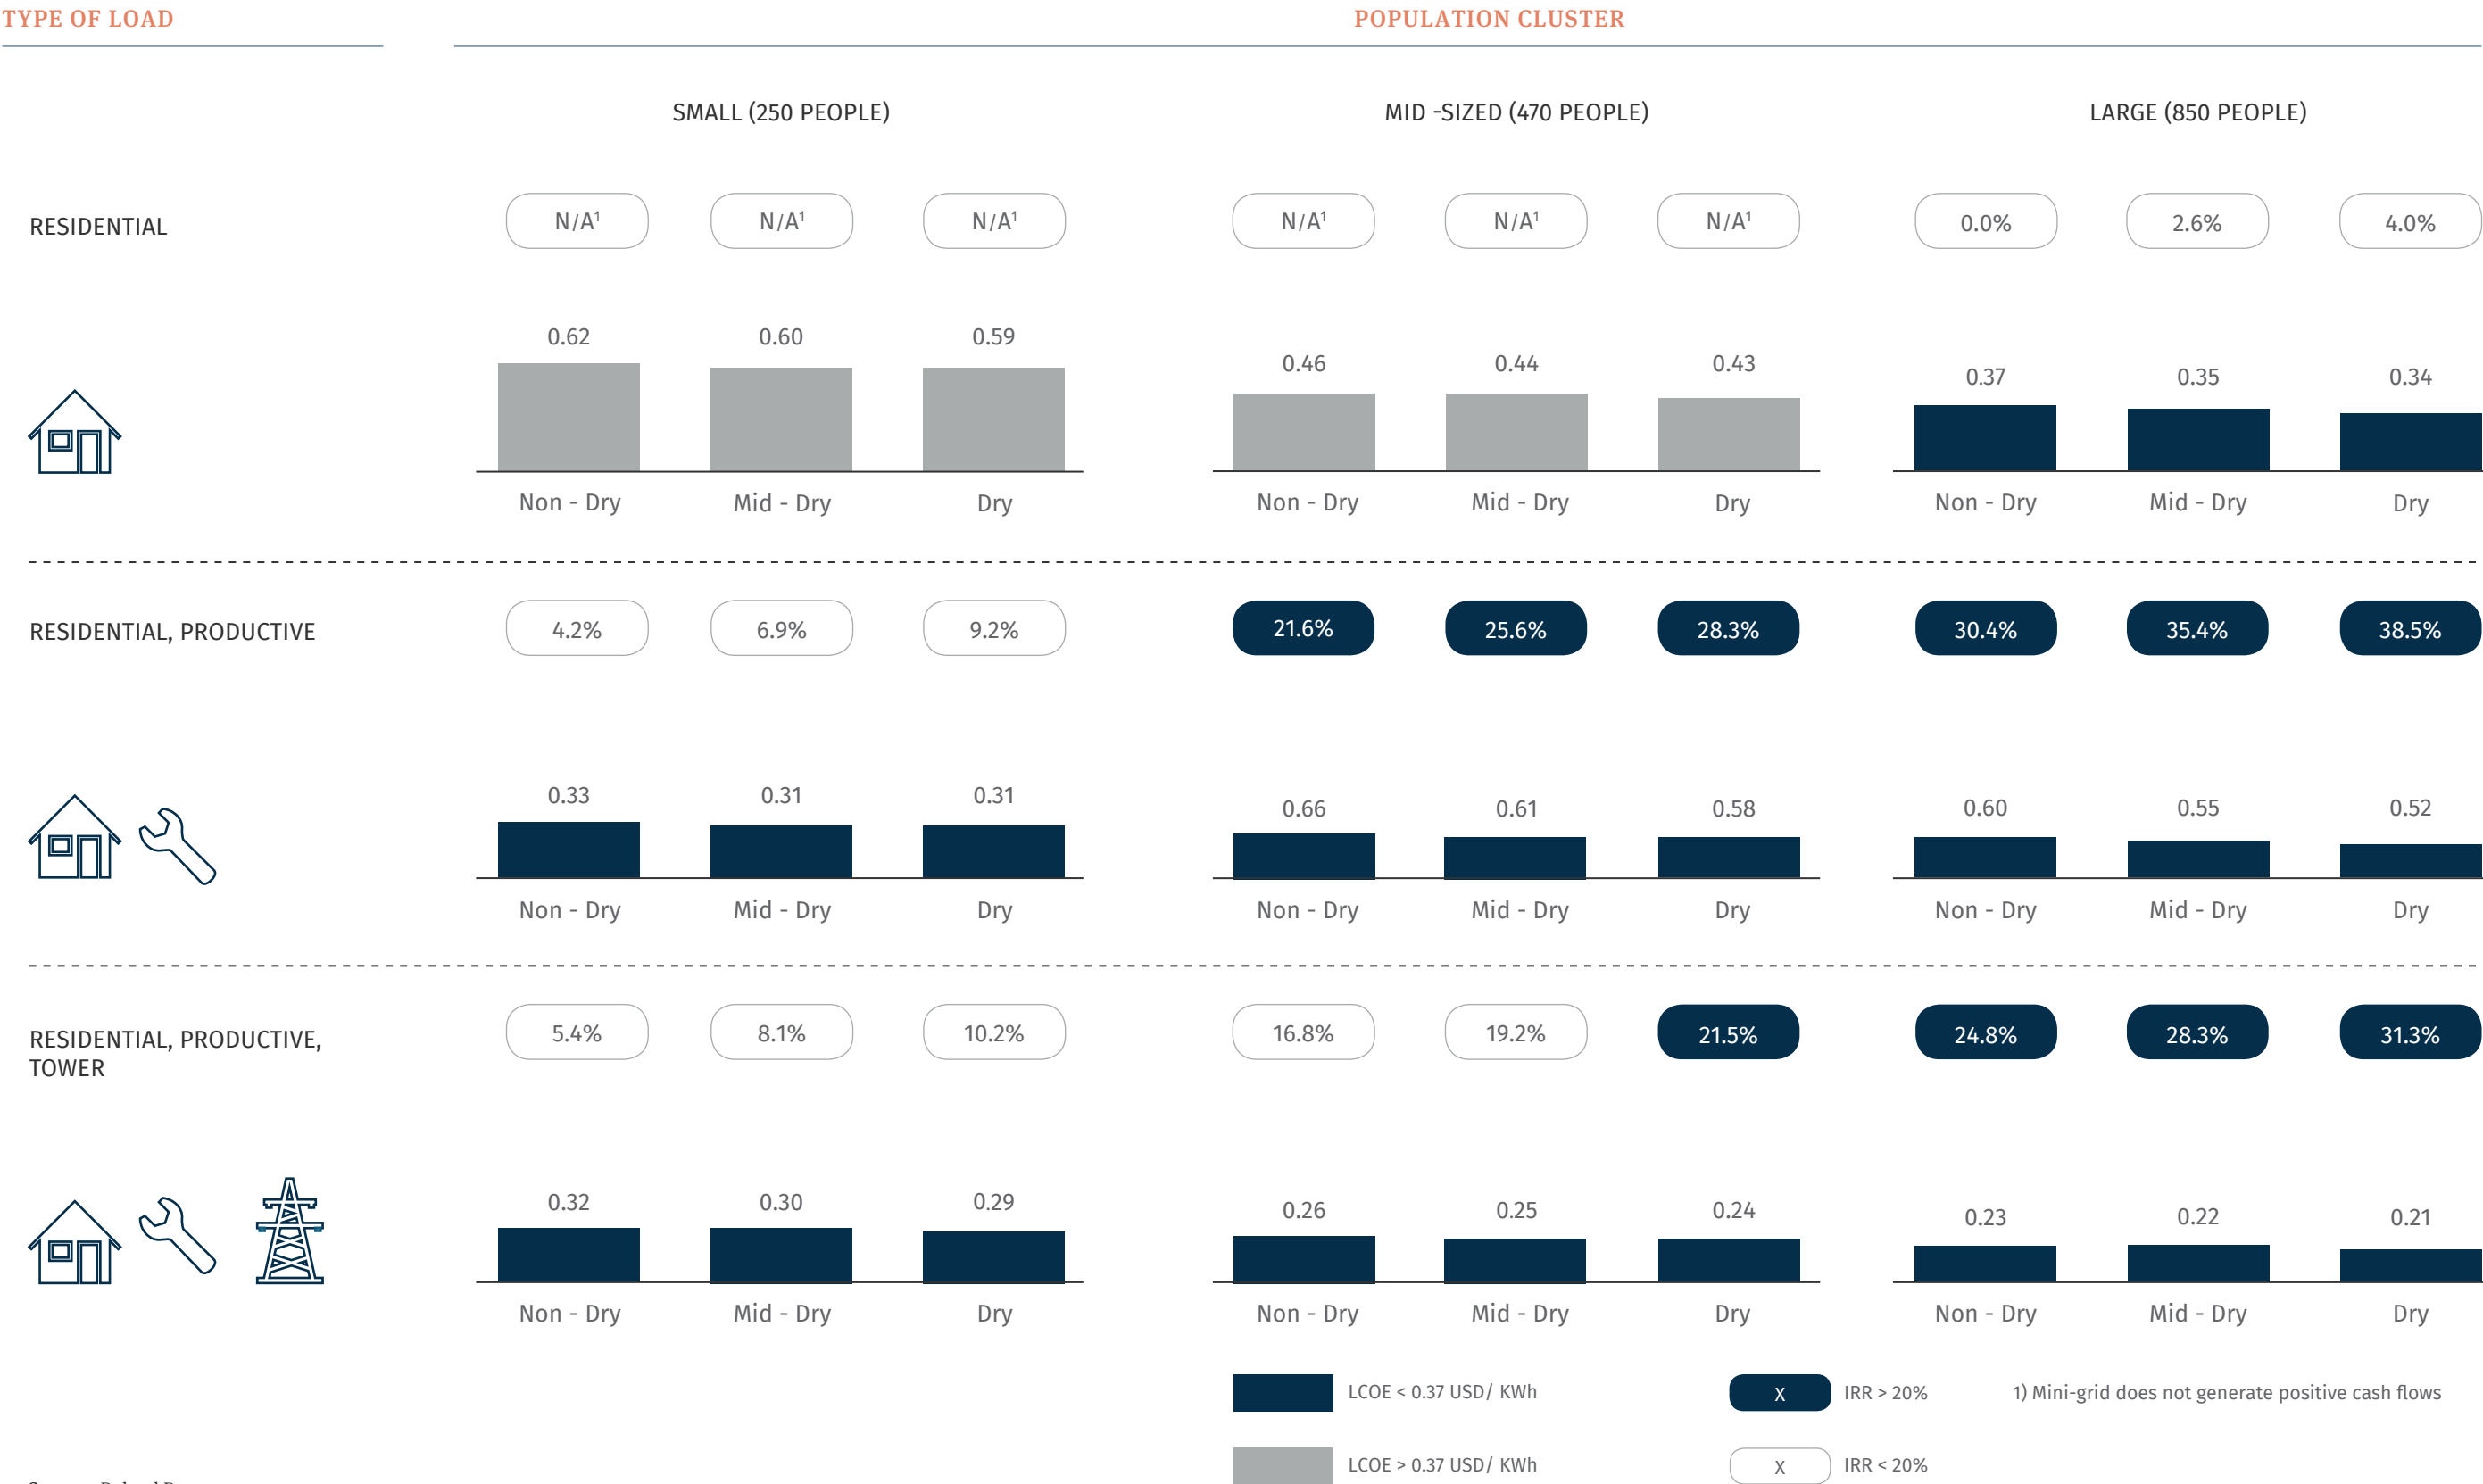 TYPE OF LOAD
POPULATION CLUSTER
SMALL (250 PEOPLE)
MID -SIZED (470 PEOPLE)
LARGE (850 PEOPLE)
RESIDENTIAL
N/A¹ N/A¹ N/A¹ N/A¹ N/A¹ N/A¹ 0.0% 2.6% 4.0%
0.62 0.60 0.59 0.46 0.44 0.43 0.37 0.35 0.34
Non - Dry Mid - Dry Dry Non - Dry Mid - Dry Dry Non - Dry Mid - Dry Dry
RESIDENTIAL, PRODUCTIVE
4.2% 6.9% 9.2% 21.6% 25.6% 28.3% 30.4% 35.4% 38.5%
0.33 0.31 0.31 0.66 0.61 0.58 0.60 0.55 0.52
Non - Dry Mid - Dry Dry Non - Dry Mid - Dry Dry Non - Dry Mid - Dry Dry
RESIDENTIAL, PRODUCTIVE,
TOWER
5.4% 8.1% 10.2% 16.8% 19.2% 21.5% 24.8% 28.3% 31.3%
0.32 0.30 0.29 0.26 0.25 0.24 0.23 0.22 0.21
Non - Dry Mid - Dry Dry Non - Dry Mid - Dry Dry Non - Dry Mid - Dry Dry
LCOE < 0.37 USD/ KWh
X IRR > 20%
1) Mini-grid does not generate positive cash flows
LCOE > 0.37 USD/ KWh
X IRR < 20%